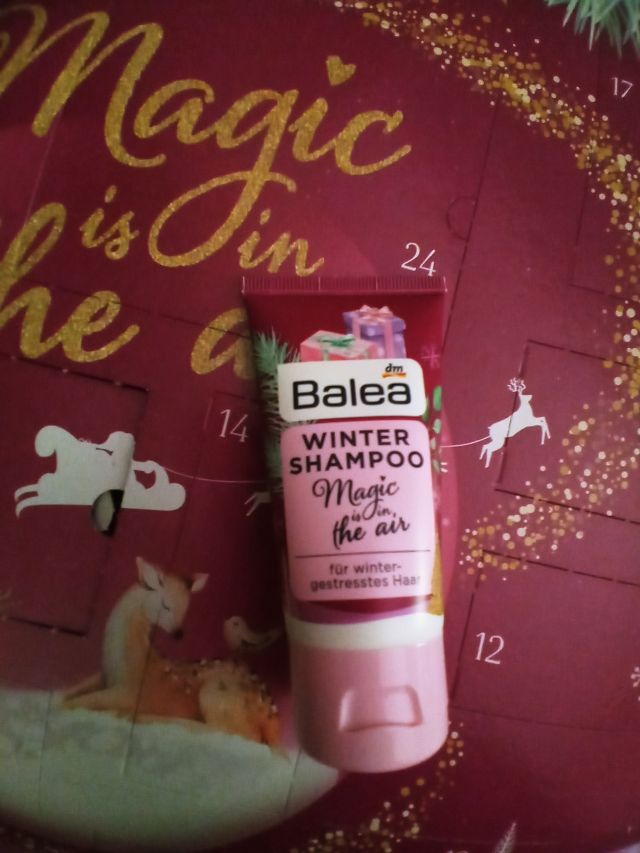 Magic
is in
the a
17
24
14
12
dm
Balea
WINTER
SHAMPOO
Magic
is in
the air
für winter-
gestresstes Haar